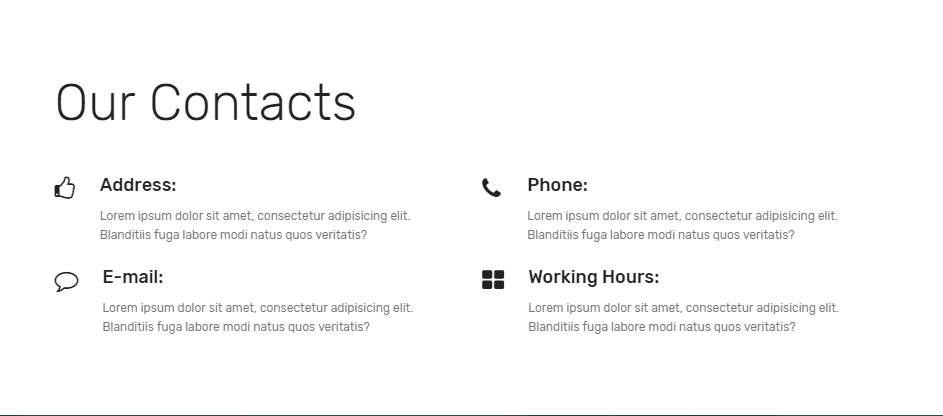 Our Contacts
Address:
Lorem ipsum dolor sit amet, consectetur adipisicing elit.
Blanditiis fuga labore modi natus quos veritatis?
Phone:
Lorem ipsum dolor sit amet, consectetur adipisicing elit.
Blanditiis fuga labore modi natus quos veritatis?
E-mail:
Lorem ipsum dolor sit amet, consectetur adipisicing elit.
Blanditiis fuga labore modi natus quos veritatis?
Working Hours:
Lorem ipsum dolor sit amet, consectetur adipisicing elit.
Blanditiis fuga labore modi natus quos veritatis?